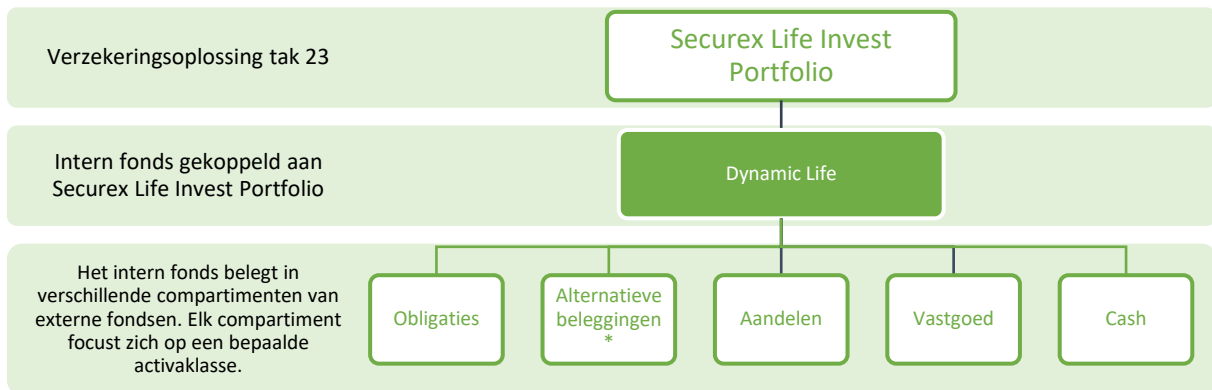 Verzekeringsoplossing tak 23
Securex Life Invest
Portfolio
Intern fonds gekoppeld aan
Securex Life Invest Portfolio
Dynamic Life
Het intern fonds belegt in
verschillende compartimenten van
externe fondsen. Elk compartiment
focust zich op een bepaalde
activaklasse.
Obligaties
Alternatieve
beleggingen
*
Aandelen
Vastgoed
Cash